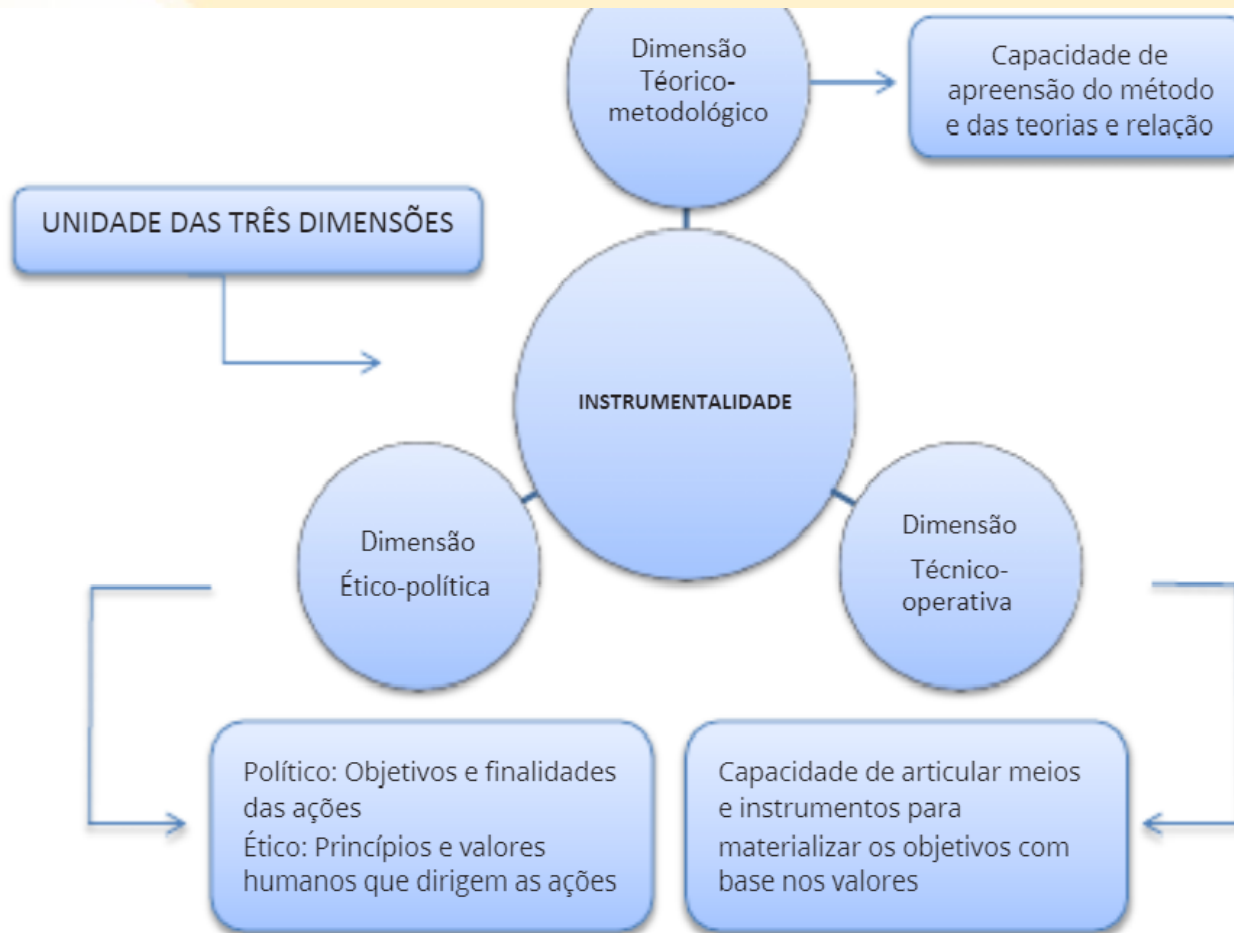 Dimensão
Téorico-
metodológico
Capacidade de
apreensão do método
e das teorias e relação
UNIDADE DAS TRÊS DIMENSÕES
INSTRUMENTALIDADE
Dimensão
Ético-política
Dimensão
Técnico-
operativa
Político: Objetivos e finalidades
das ações
Ético: Princípios e valores
humanos que dirigem as ações
Capacidade de articular meios
e instrumentos para
materializar os objetivos com
base nos valores